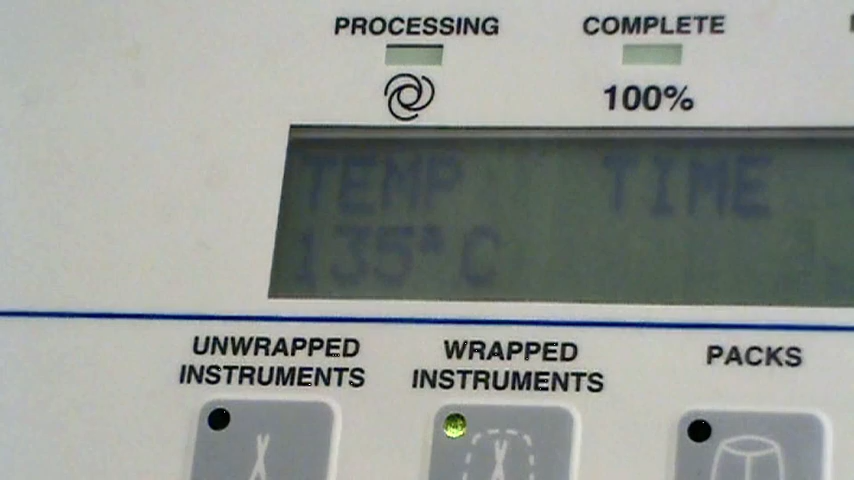 PROCESSING
COMPLETE
100%
TEMP TIME
135°C
UNWRAPPED
INSTRUMENTS
WRAPPED
INSTRUMENTS
PACKS